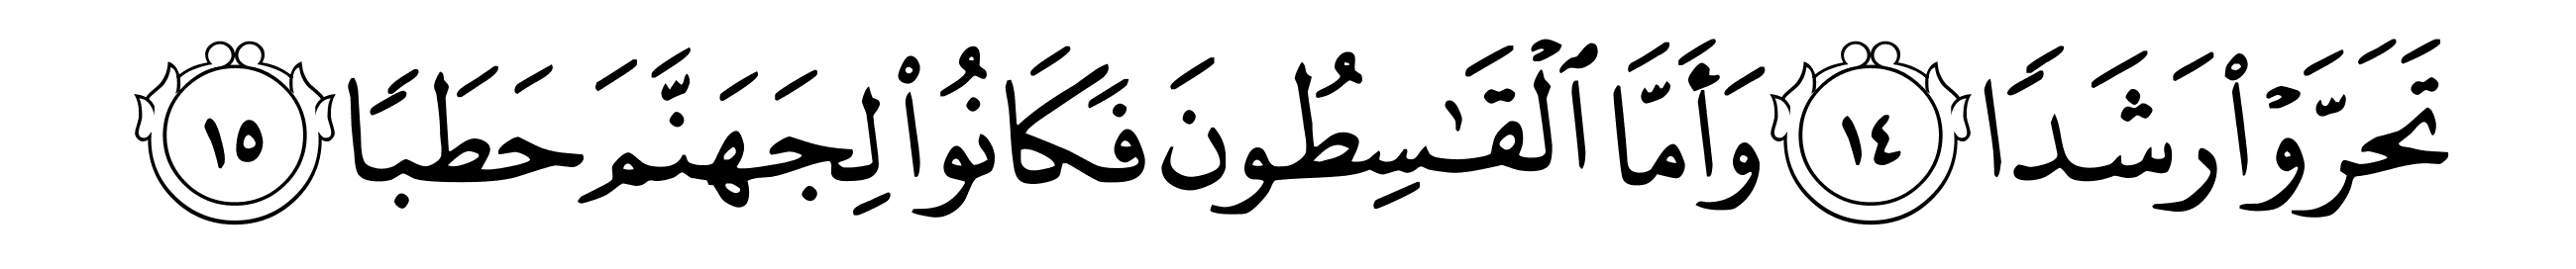 تَحَرَّوۡاْ رَشَدٗا ١٤ وَأَمَّا ٱلۡقَٰسِطُونَ فَكَانُواْ لِجَهَنَّمَ حَطَبٗا ١٥